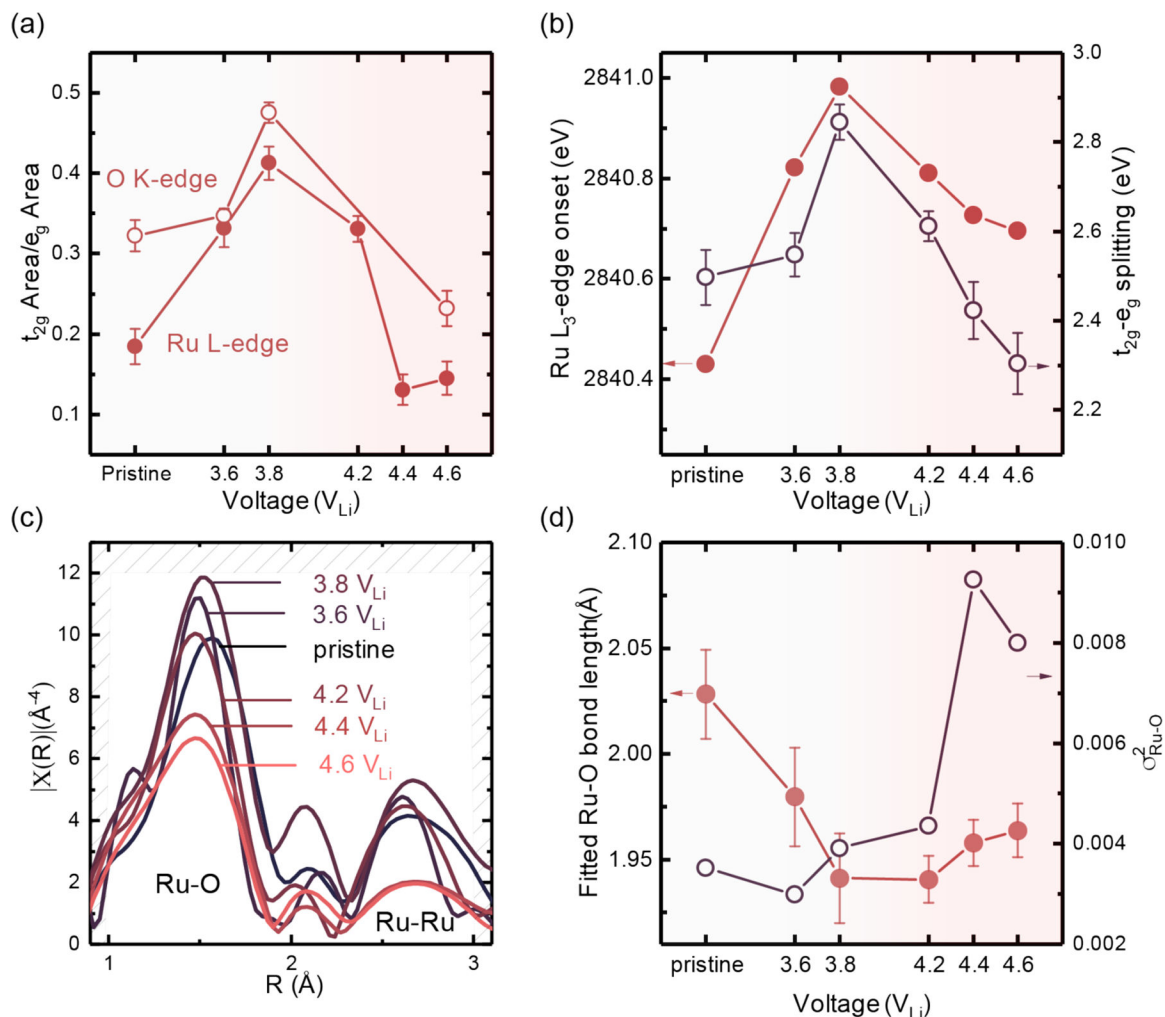 (a)
t2g Area/eg Area
0.5
0.4
0.3
0.2
0.1
O K-edge
Ru L-edge
Pristine 3.6 3.8 4.2 4.4 4.6
Voltage (VLi)
(b)
Ru L3-edge onset (eV)
2841.0
2840.8
2840.6
2840.4
3.0
2.8
2.6
2.4
2.2
t2g-eg splitting (eV)
pristine 3.6 3.8 4.2 4.4 4.6
Voltage (VLi)
(c)
|X(R)|(Å-4)
12
10
8
6
4
2
0
3.8 VLi
3.6 VLi
pristine
4.2 VLi
4.4 VLi
4.6 VLi
Ru-O
Ru-Ru
1 2 3
R (Å)
(d)
Fitted Ru-O bond length(Å)
2.10
2.05
2.00
1.95
0.010
0.008
0.006
0.004
0.002
σ2Ru-O
pristine 3.6 3.8 4.2 4.4 4.6
Voltage (VLi)